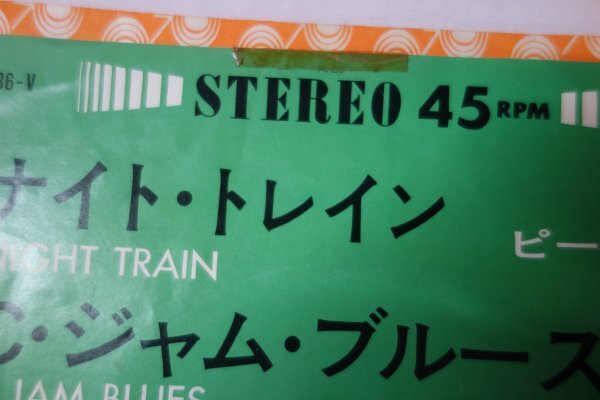 36-V STEREO 45 RPM
ナイト・トレイン
NIGHT TRAIN ピー
C・ジャム・ブルース
JAM BLUES